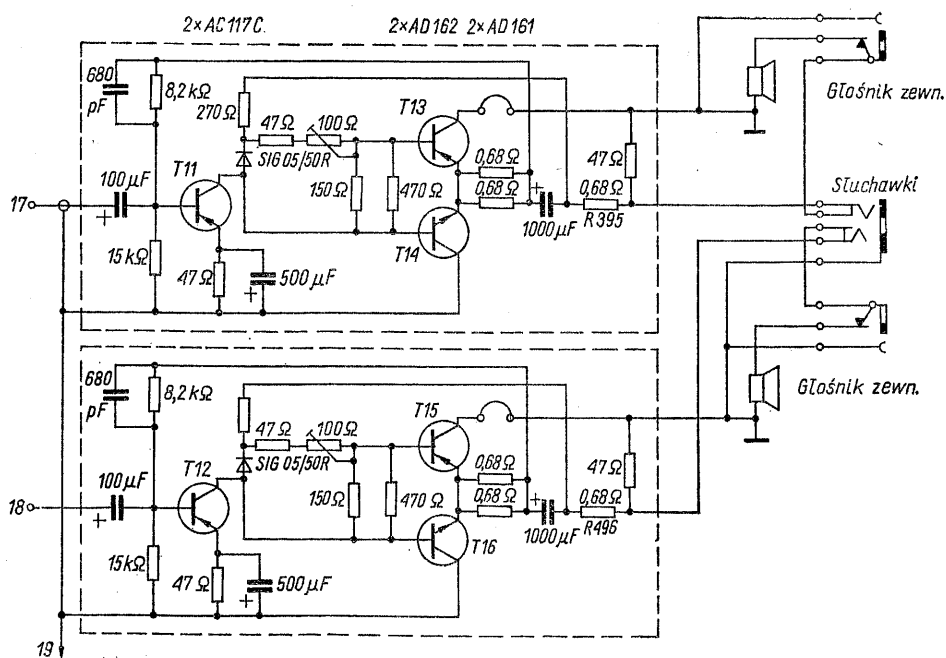 2×AC117C.
2×AD162 2×AD161
680
pF
8,2 kΩ
270Ω
47Ω
100Ω
T13
SIG 05/50R
T11
100μF
+
17
150Ω
470Ω
0,68Ω
0,68Ω
+
1000μF
47Ω
0,68Ω
R395
T14
15kΩ
47Ω
+
500μF
Głośnik zewn.
Słuchawki
680
pF
8,2kΩ
47Ω
100Ω
T15
SIG 05/50R
T12
100μF
+
18
150Ω
470Ω
0,68Ω
0,68Ω
+
1000μF
47Ω
0,68Ω
R496
T16
15kΩ
47Ω
+
500μF
Głośnik zewn.
19